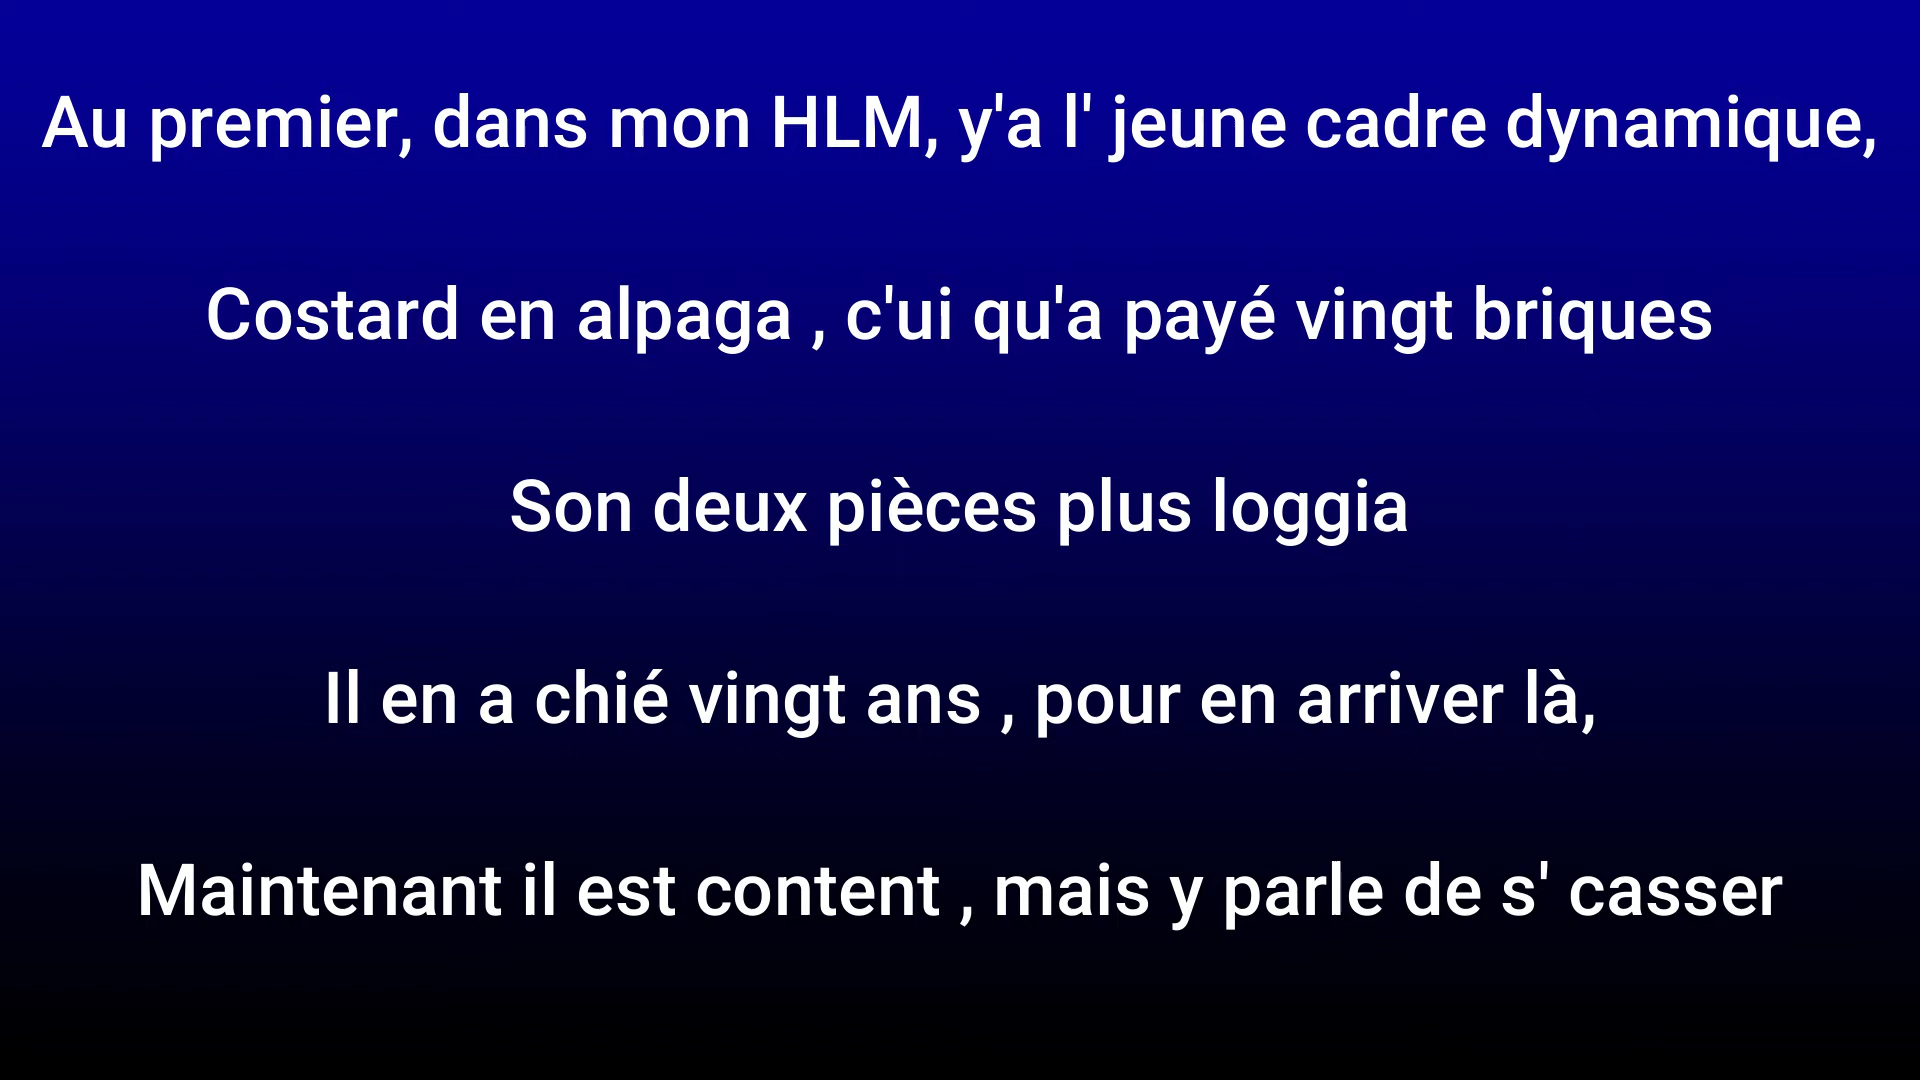 Au premier, dans mon HLM, y'a l' jeune cadre dynamique,
Costard en alpaga , c'ui qu'a payé vingt briques
Son deux pièces plus loggia
Il en a chié vingt ans , pour en arriver là,
Maintenant il est content , mais y parle de s' casser